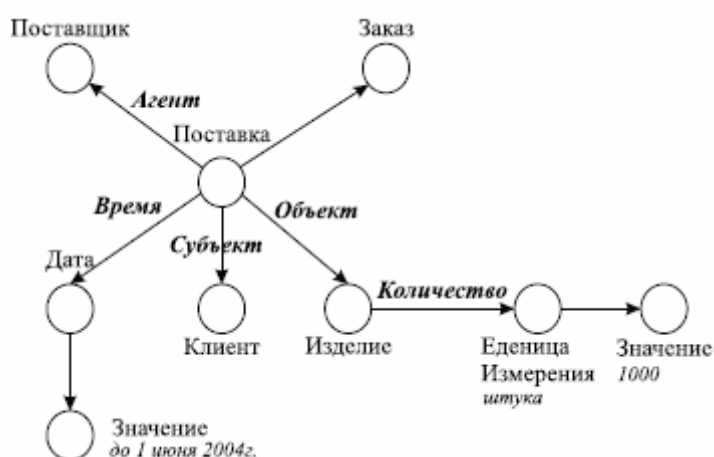 Поставщик
Заказ
Агент
Поставка
Время
Объект
Субъект
Дата
Количество
Клиент
Изделие
Еденица
Измерения
штука
Значение
1000
Значение
до 1 июня 2004г.